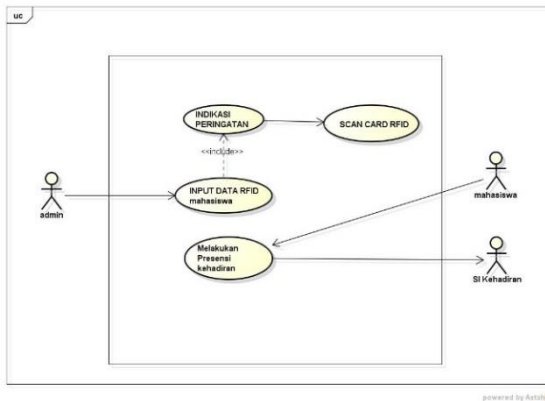 uc
INDIKASI
PERINGATAN
SCAN CARD RFID
<<include>>
INPUT DATA RFID
mahasiswa
admin
mahasiswa
Melakukan
Presensi
kehadiran
SI Kehadiran
powered by Astah